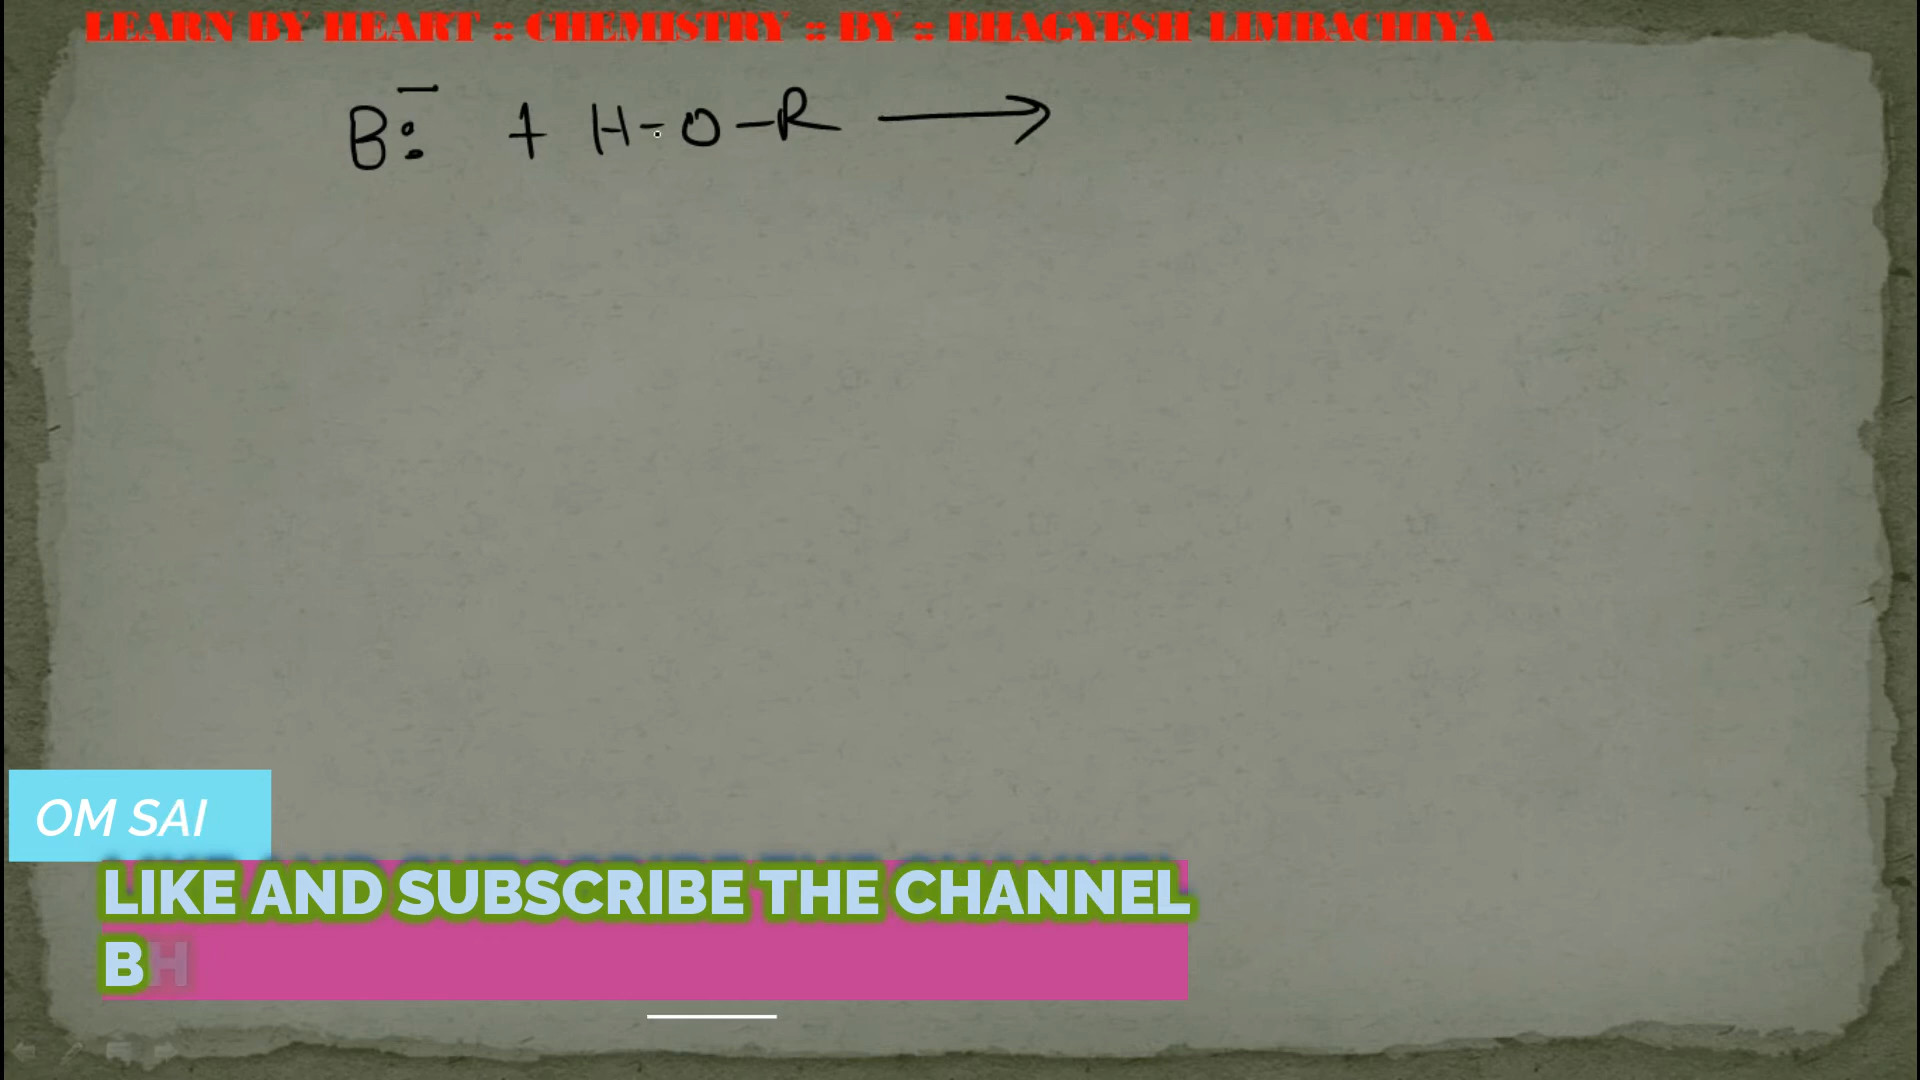 LEARN BY HEART :: CHEMISTRY :: BY :: BHAGYESH LIMBACHIYA
B:⁻ + H-O-R ⟶
OM SAI
LIKE AND SUBSCRIBE THE CHANNEL
BH